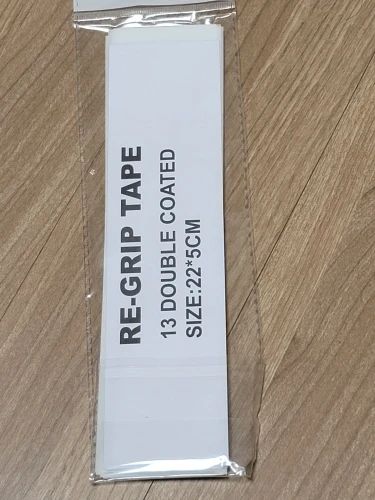 RE-GRIP TAPE
13 DOUBLE COATED
SIZE:22*5CM